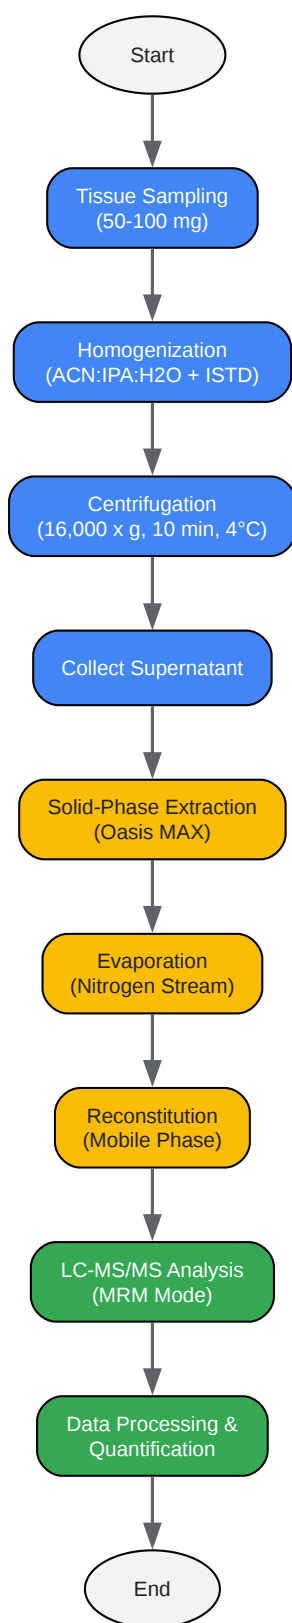 Start
Tissue Sampling
(50-100 mg)
Homogenization
(ACN:IPA:H2O + ISTD)
Centrifugation
(16,000 x g, 10 min, 4°C)
Collect Supernatant
Solid-Phase Extraction
(Oasis MAX)
Evaporation
(Nitrogen Stream)
Reconstitution
(Mobile Phase)
LC-MS/MS Analysis
(MRM Mode)
Data Processing &
Quantification
End